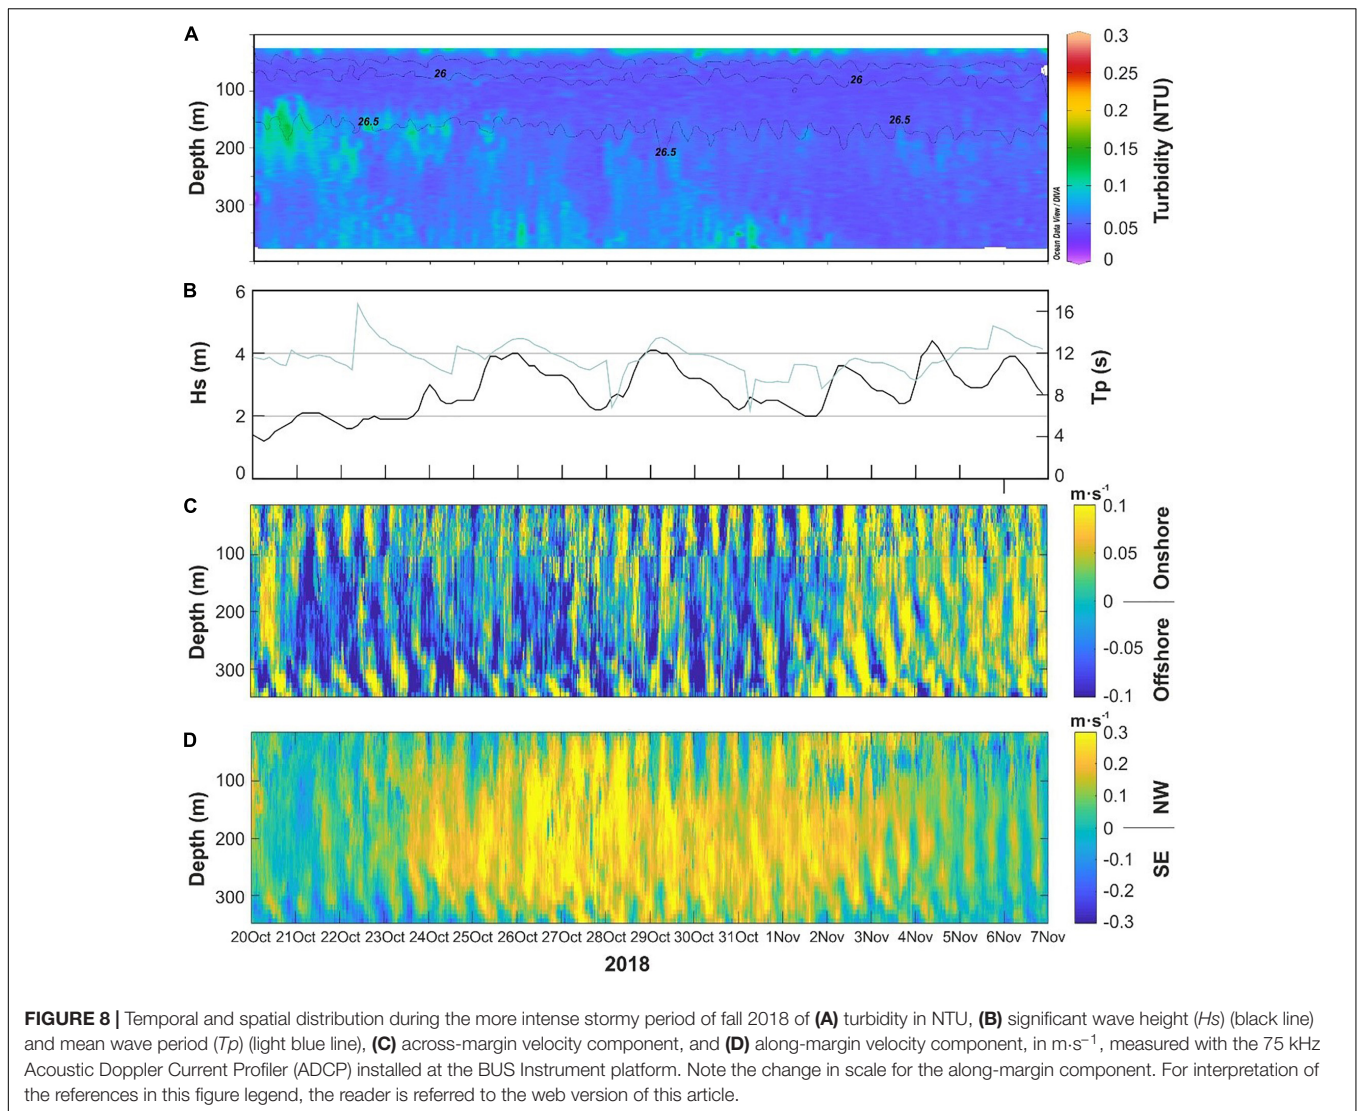 A
0.3
0.25
0.2
0.15
0.1
0.05
0
Turbidity (NTU)
Depth (m)
100
200
300
26
26
26.5
26.5
26.5
Ocean Data View / DIVA
B
6
4
2
0
Hs (m)
16
12
8
4
0
Tp (s)
C
m·s-1
0.1
0.05
0
-0.05
-0.1
Onshore
Offshore
Depth (m)
100
200
300
D
m·s-1
0.3
0.2
0.1
0
-0.1
-0.2
-0.3
NW
SE
Depth (m)
100
200
300
20Oct 21Oct 22Oct 23Oct 24Oct 25Oct 26Oct 27Oct 28Oct 29Oct 30Oct 31Oct 1Nov 2Nov 3Nov 4Nov 5Nov 6Nov 7Nov
2018
FIGURE 8 | Temporal and spatial distribution during the more intense stormy period of fall 2018 of (A) turbidity in NTU, (B) significant wave height (Hs) (black line)
and mean wave period (Tp) (light blue line), (C) across-margin velocity component, and (D) along-margin velocity component, in m·s−1, measured with the 75 kHz
Acoustic Doppler Current Profiler (ADCP) installed at the BUS Instrument platform. Note the change in scale for the along-margin component. For interpretation of
the references in this figure legend, the reader is referred to the web version of this article.